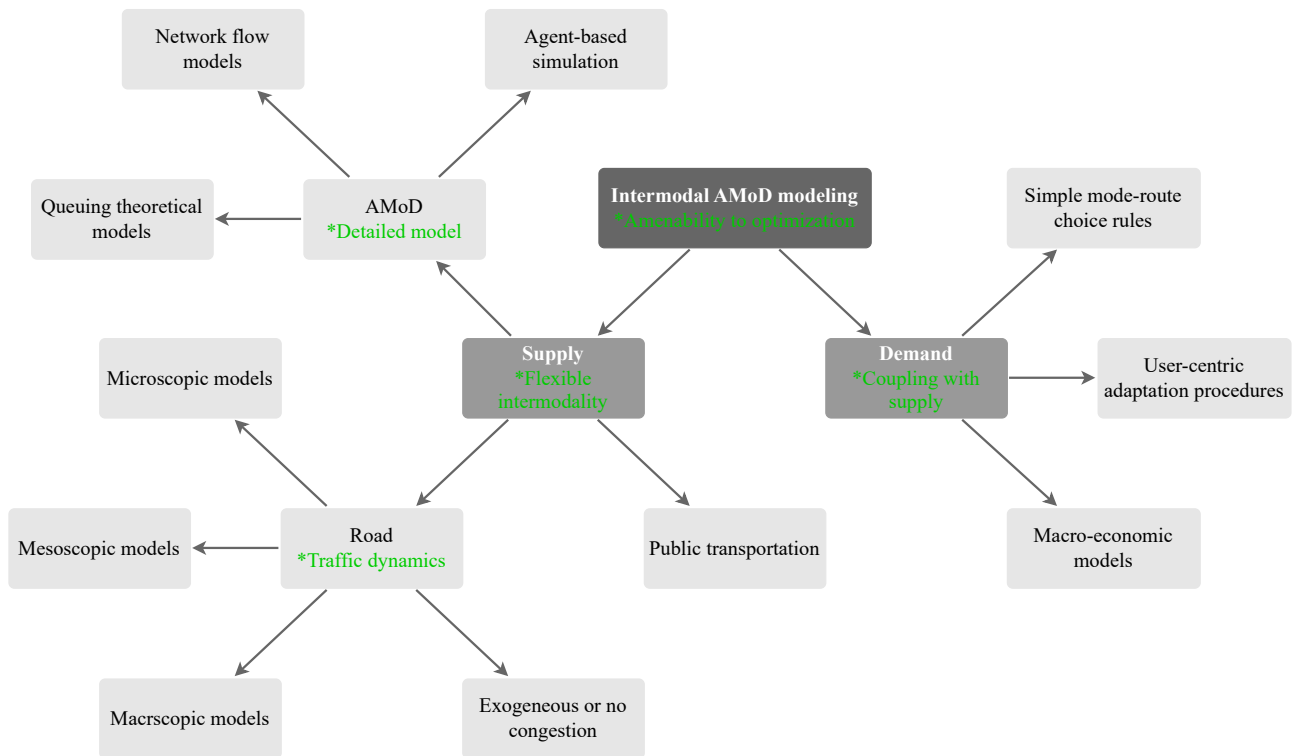 Network flow
models
Agent-based
simulation
Queuing theoretical
models
AMoD
*Detailed model
Intermodal AMoD modeling
*Amenability to optimization
Simple mode-route
choice rules
Microscopic models
Supply
*Flexible
intermodality
Demand
*Coupling with
supply
User-centric
adaptation procedures
Mesoscopic models
Road
*Traffic dynamics
Public transportation
Macro-economic
models
Macrscopic models
Exogeneous or no
congestion